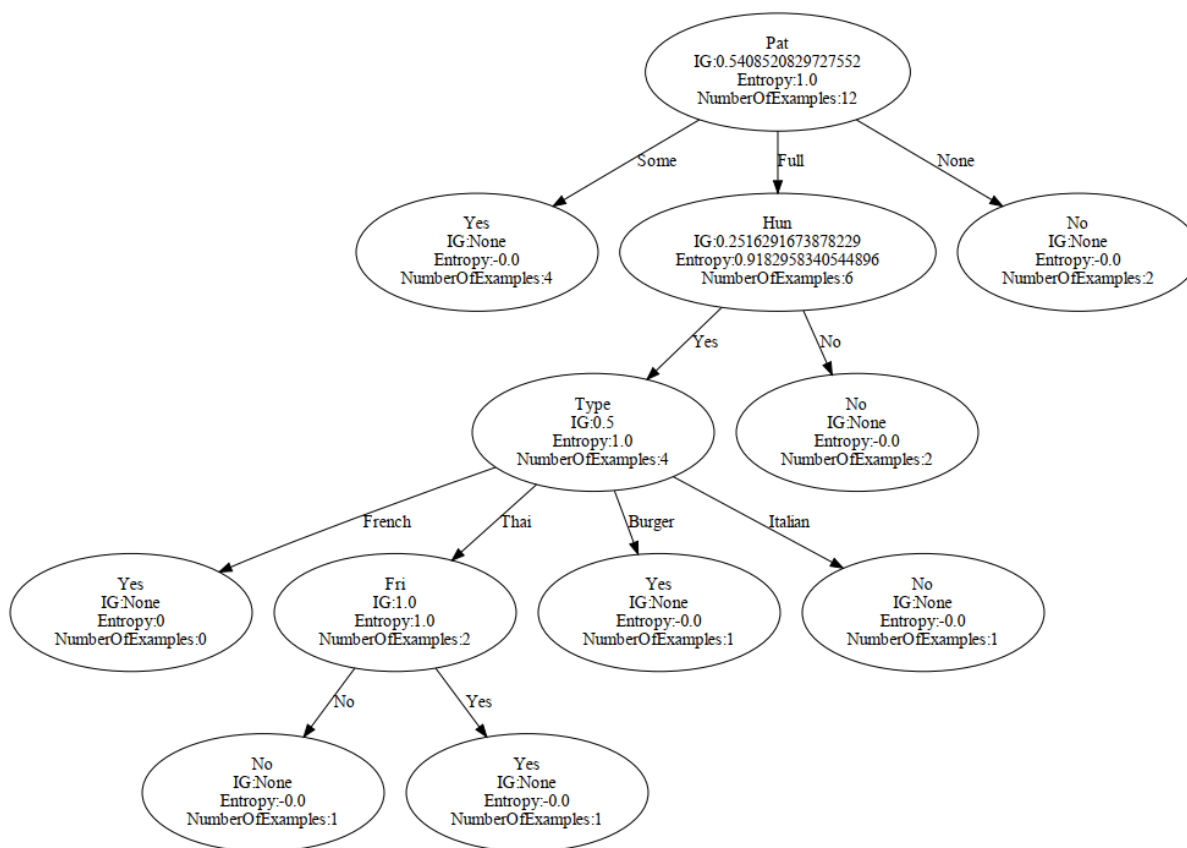 Pat
IG:0.5408520829727552
Entropy:1.0
NumberOfExamples:12
Some
Full
None
Yes
IG:None
Entropy:-0.0
NumberOfExamples:4
Hun
IG:0.2516291673878229
Entropy:0.9182958340544896
NumberOfExamples:6
No
IG:None
Entropy:-0.0
NumberOfExamples:2
Yes
No
Type
IG:0.5
Entropy:1.0
NumberOfExamples:4
No
IG:None
Entropy:-0.0
NumberOfExamples:2
French
Thai
Burger
Italian
Yes
IG:None
Entropy:0
NumberOfExamples:0
Fri
IG:1.0
Entropy:1.0
NumberOfExamples:2
Yes
IG:None
Entropy:-0.0
NumberOfExamples:1
No
IG:None
Entropy:-0.0
NumberOfExamples:1
No
Yes
No
IG:None
Entropy:-0.0
NumberOfExamples:1
Yes
IG:None
Entropy:-0.0
NumberOfExamples:1